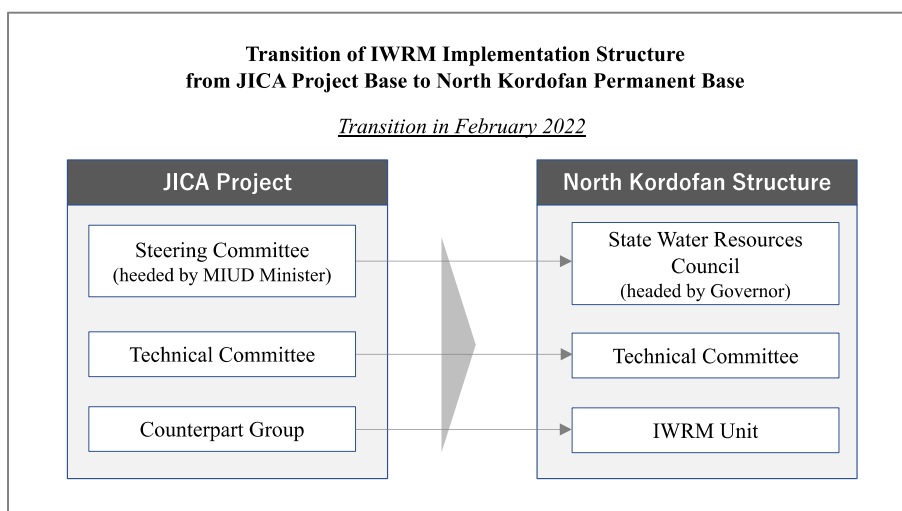 Transition of IWRM Implementation Structure
from JICA Project Base to North Kordofan Permanent Base
Transition in February 2022
JICA Project
Steering Committee
(heeded by MIUD Minister)
Technical Committee
Counterpart Group
North Kordofan Structure
State Water Resources
Council
(headed by Governor)
Technical Committee
IWRM Unit